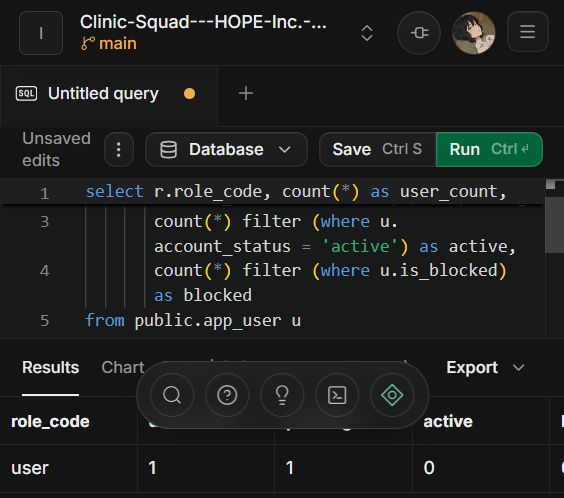 I
Clinic-Squad---HOPE-Inc.-...
main
SQL Untitled query
Unsaved edits
Database
Save Ctrl S
Run Ctrl
1 select r.role_code, count(*) as user_count,
3 count(*) filter (where u.
account_status = 'active') as active,
4 count(*) filter (where u.is_blocked)
as blocked
5 from public.app_user u
Results Chart Export
role_code active
user 1 1 0